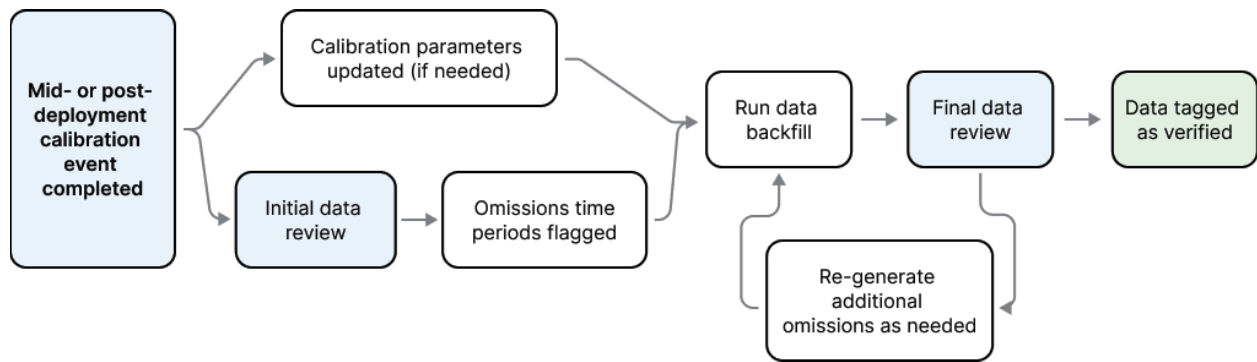 Mid- or post-
deployment
calibration
event
completed
Calibration parameters
updated (if needed)
Initial data
review
Omissions time
periods flagged
Run data
backfill
Final data
review
Data tagged
as verified
Re-generate
additional
omissions as needed